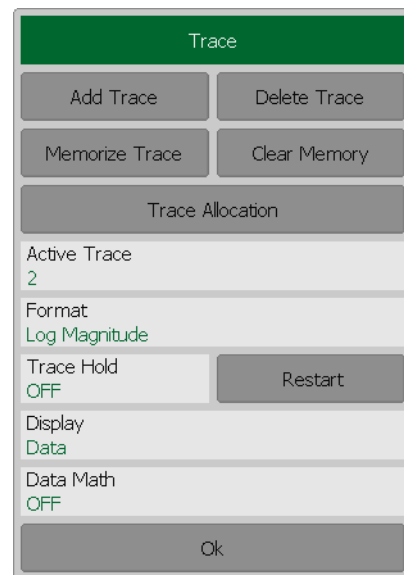 Trace
Add Trace
Delete Trace
Memorize Trace
Clear Memory
Trace Allocation
Active Trace
2
Format
Log Magnitude
Trace Hold
OFF
Restart
Display
Data
Data Math
OFF
Ok